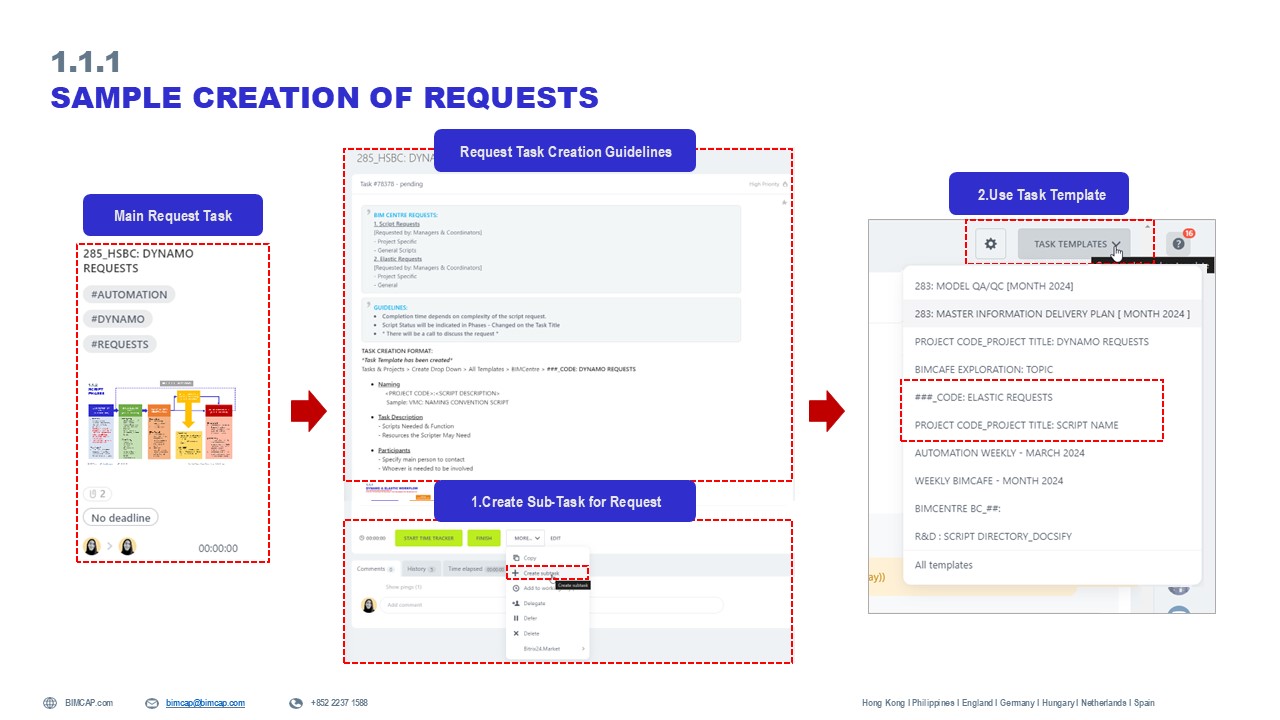 1.1.1
SAMPLE CREATION OF REQUESTS
Main Request Task
285_HSBC: DYNAMO
REQUESTS
#AUTOMATION
#DYNAMO
#REQUESTS
2
No deadline
00:00:00
Request Task Creation Guidelines
285_HSBC: DYNA
Task #78378 - pending
High Priority
BIM CENTRE REQUESTS:
1. Script Requests
[Requested by: Managers & Coordinators]
- Project Specific
- General Scripts
2. Elastic Requests
[Requested by: Managers & Coordinators]
- Project Specific
- General
GUIDELINES:
• Completion time depends on complexity of the script request.
• Script Status will be indicated in Phases - Changed on the Task Title
• * There will be a call to discuss the request *
TASK CREATION FORMAT:
*Task Template has been created*
Tasks & Projects > Create Drop Down > All Templates > BIMCentre > ###_CODE: DYNAMO REQUESTS
• Naming
<PROJECT CODE>:<SCRIPT DESCRIPTION>
Sample: VMC: NAMING CONVENTION SCRIPT
• Task Description
- Scripts Needed & Function
- Resources the Scripter May Need
• Participants
- Specify main person to contact
- Whoever is needed to be involved
DYNAMO & ELASTIC WORKFLOW
1.Create Sub-Task for Request
00:00:00
START TIME TRACKER
FINISH
MORE...
EDIT
Comments 0
History 5
Time elapsed 00:00:00
Show pings (1)
Add comment
Copy
Create subtask
Create subtask
Add to wor
Delegate
Defer
Delete
Bitrix24.Market
2.Use Task Template
TASK TEMPLATES
16
283: MODEL QA/QC [MONTH 2024]
283: MASTER INFORMATION DELIVERY PLAN [ MONTH 2024 ]
PROJECT CODE_PROJECT TITLE: DYNAMO REQUESTS
BIMCAFE EXPLORATION: TOPIC
###_CODE: ELASTIC REQUESTS
PROJECT CODE_PROJECT TITLE: SCRIPT NAME
AUTOMATION WEEKLY - MARCH 2024
WEEKLY BIMCAFE - MONTH 2024
BIMCENTRE BC_##:
R&D : SCRIPT DIRECTORY_DOCSIFY
All templates
ay))
BIMCAP.com
bimcap@bimcap.com
+852 2237 1588
Hong Kong I Philippines I England I Germany I Hungary I Netherlands I Spain